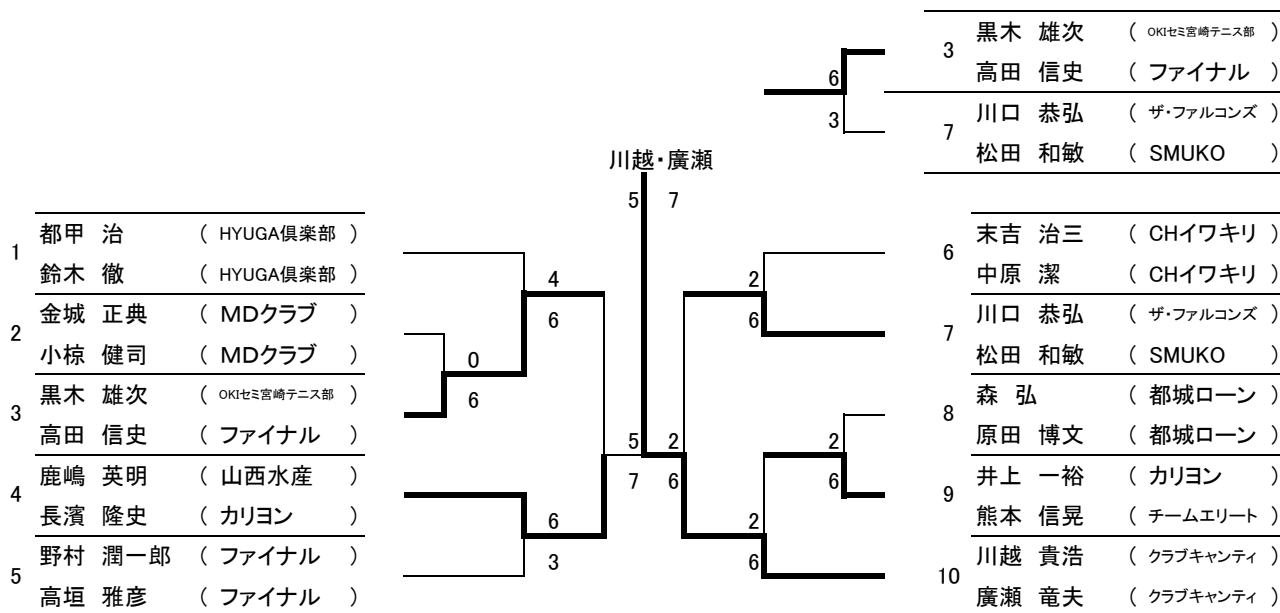 3 黒木 雄次 ( OKIセミ宮崎テニス部 )
高田 信史 ( ファイナル )
6
3
7 川口 恭弘 ( ザ・ファルコンズ )
松田 和敏 ( SMUKO )
川越・廣瀬
5 7
1 都甲 治 ( HYUGA倶楽部 )
鈴木 徹 ( HYUGA倶楽部 )
2 金城 正典 ( MDクラブ )
小椋 健司 ( MDクラブ )
3 黒木 雄次 ( OKIセミ宮崎テニス部 )
高田 信史 ( ファイナル )
4 鹿嶋 英明 ( 山西水産 )
長濱 隆史 ( カリヨン )
5 野村 潤一郎 ( ファイナル )
高垣 雅彦 ( ファイナル )
4
6
0
6
6
3
5 2
7 6
2
6
2
6
2
6
6 末吉 治三 ( CHイワキリ )
中原 潔 ( CHイワキリ )
7 川口 恭弘 ( ザ・ファルコンズ )
松田 和敏 ( SMUKO )
8 森 弘 ( 都城ローン )
原田 博文 ( 都城ローン )
9 井上 一裕 ( カリヨン )
熊本 信晃 ( チームエリート )
10 川越 貴浩 ( クラブキャンティ )
廣瀬 竜夫 ( クラブキャンティ )